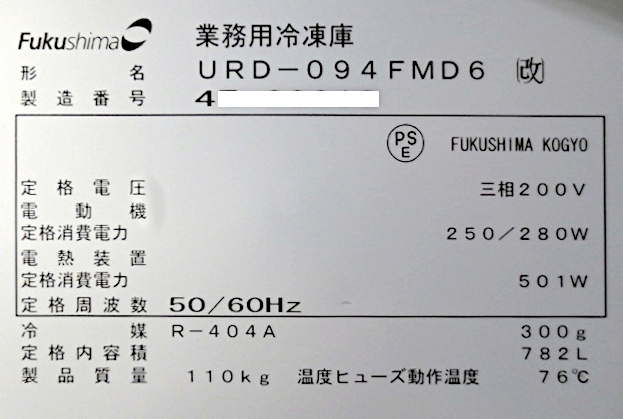 Fukushima
業務用冷凍庫
形名 URD-094FMD6 改
製造番号 4
PSE FUKUSHIMA KOGYO
定格電圧 三相200V
電動機
定格消費電力 250/280W
電熱装置
定格消費電力 501W
定格周波数 50/60Hz
冷媒 R-404A 300g
定格内容積 782L
製品質量 110kg 温度ヒューズ動作温度 76℃